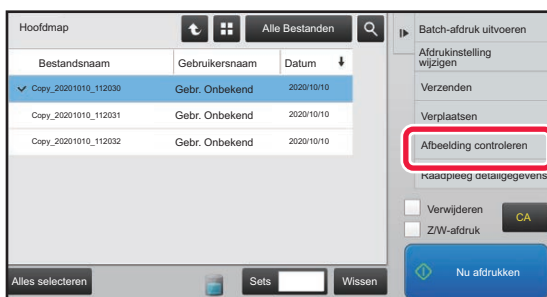 Hoofdmap
Alle Bestanden
Bestandsnaam Gebruikersnaam Datum
Copy_20201010_112030 Gebr. Onbekend 2020/10/10
Copy_20201010_112031 Gebr. Onbekend 2020/10/10
Copy_20201010_112032 Gebr. Onbekend 2020/10/10
Alles selecteren
Sets
Wissen
Batch-afdruk uitvoeren
Afdrukinstelling
wijzigen
Verzenden
Verplaatsen
Afbeelding controleren
Raadpleeg detailgegevens
Verwijderen
Z/W-afdruk
CA
Nu afdrukken